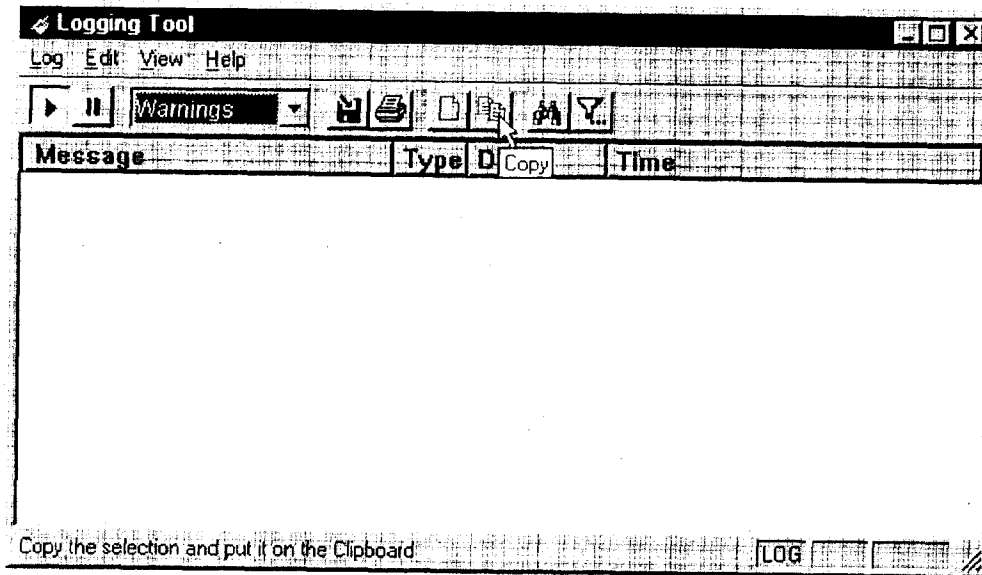 Logging Tool
Log Edit View Help
Warnings
Message Type D Time
Copy
Copy the selection and put it on the Clipboard LOG